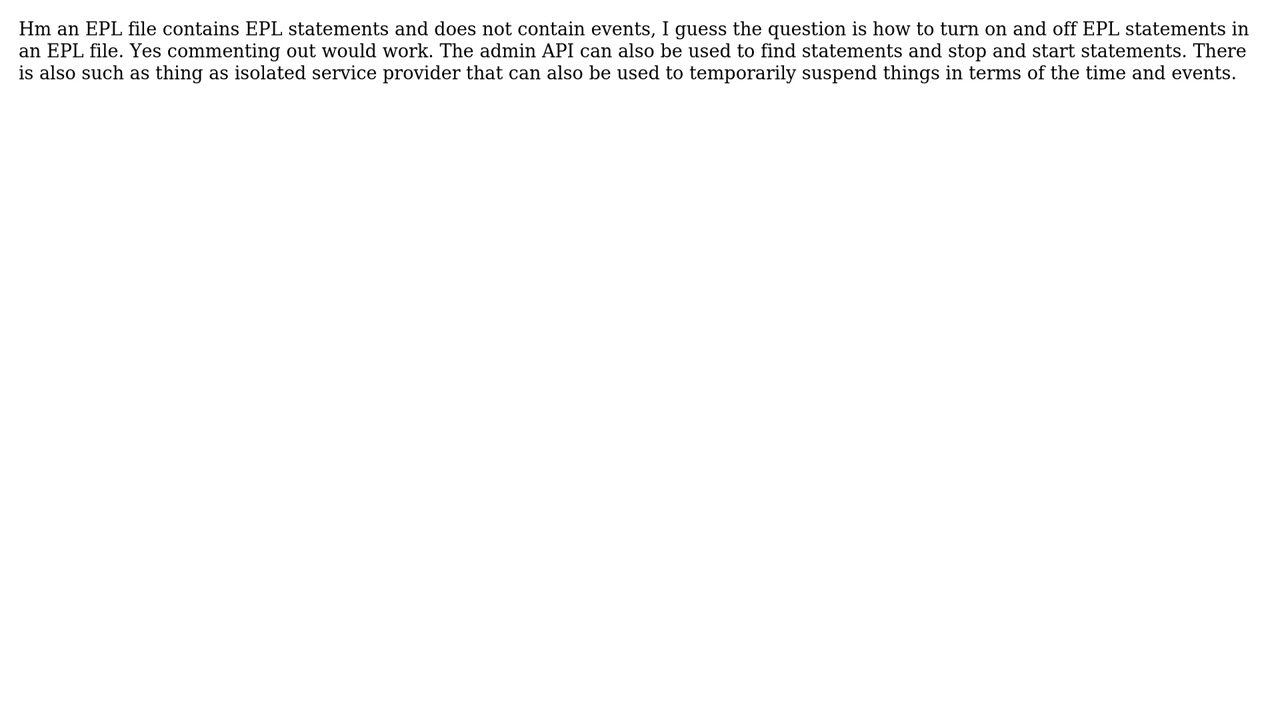 Hm an EPL file contains EPL statements and does not contain events, I guess the question is how to turn on and off EPL statements in
an EPL file. Yes commenting out would work. The admin API can also be used to find statements and stop and start statements. There
is also such as thing as isolated service provider that can also be used to temporarily suspend things in terms of the time and events.